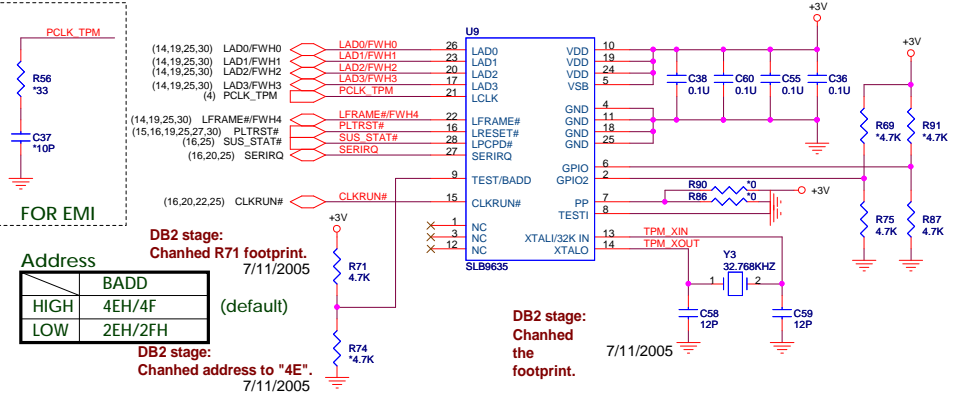 PCLK_TPM
R56
*33
C37
*10P
FOR EMI
(14,19,25,30) LAD0/FWH0 LAD0/FWH0 26
(14,19,25,30) LAD1/FWH1 LAD1/FWH1 23
(14,19,25,30) LAD2/FWH2 LAD2/FWH2 20
(14,19,25,30) LAD3/FWH3 LAD3/FWH3 17
(4) PCLK_TPM PCLK_TPM 21
(14,19,25,30) LFRAME#/FWH4 LFRAME#/FWH4 22
(15,16,19,25,27,30) PLTRST# PLTRST# 16
(16,25) SUS_STAT# SUS_STAT# 28
(16,20,25) SERIRQ SERIRQ 27
9
(16,20,22,25) CLKRUN# CLKRUN# 15
1
3
12
U9
LAD0 VDD 10
LAD1 VDD 19
LAD2 VDD 24
LAD3 VSB 5
LCLK
GND 4
LFRAME# GND 11
LRESET# GND 18
LPCPD# GND 25
SERIRQ
GPIO 6
TEST/BADD GPIO2 2
PP 7
CLKRUN# TESTI 8
NC
NC XTALI/32K IN 13 TPM_XIN
NC XTALO 14 TPM_XOUT
SLB9635
+3V
C38
0.1U
C60
0.1U
C55
0.1U
C36
0.1U
+3V
R69
*4.7K
R91
*4.7K
R90 *0
R86 *0
+3V
R75
4.7K
R87
4.7K
Y3
32.768KHZ
1 2
C58
12P
C59
12P
DB2 stage:
Chanhed
the
footprint.
7/11/2005
DB2 stage:
Chanhed R71 footprint.
7/11/2005
+3V
R71
4.7K
R74
*4.7K
Address
BADD
HIGH 4EH/4F (default)
LOW 2EH/2FH
DB2 stage:
Chanhed address to "4E".
7/11/2005